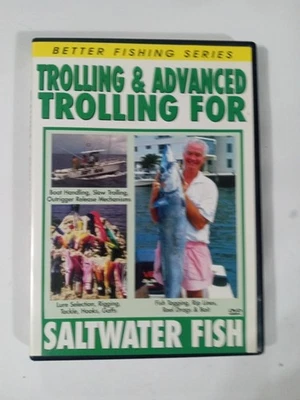 BETTER FISHING SERIES
TROLLING & ADVANCED
TROLLING FOR
Boat Handling, Slow Trolling,
Outrigger Release Mechanisms
Lure Selection, Rigging,
Tackle, Hooks, Gaffs
Fish Tagging, Rip Lines,
Reel Drags & Bait
DVD
SALTWATER FISH